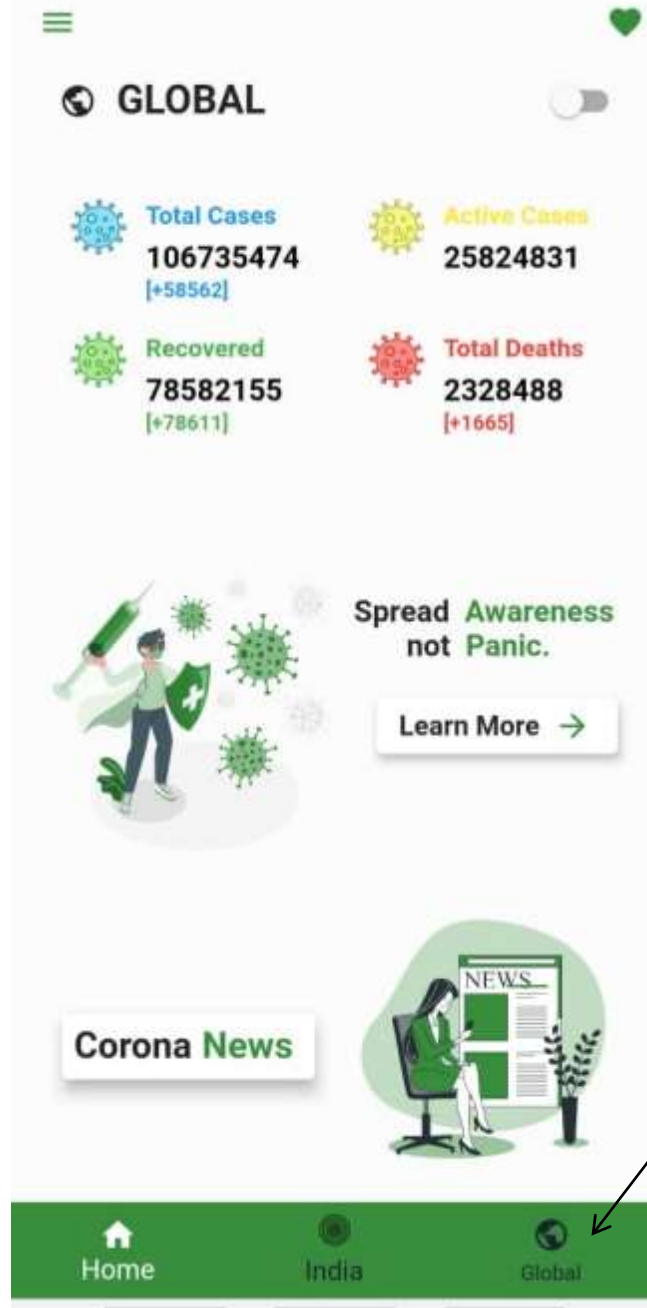 GLOBAL
Total Cases
106735474
[+58562]
Active Cases
25824831
Recovered
78582155
[+78611]
Total Deaths
2328488
[+1665]
Spread Awareness
not Panic.
Learn More →
NEWS
Corona News
Home
India
Global